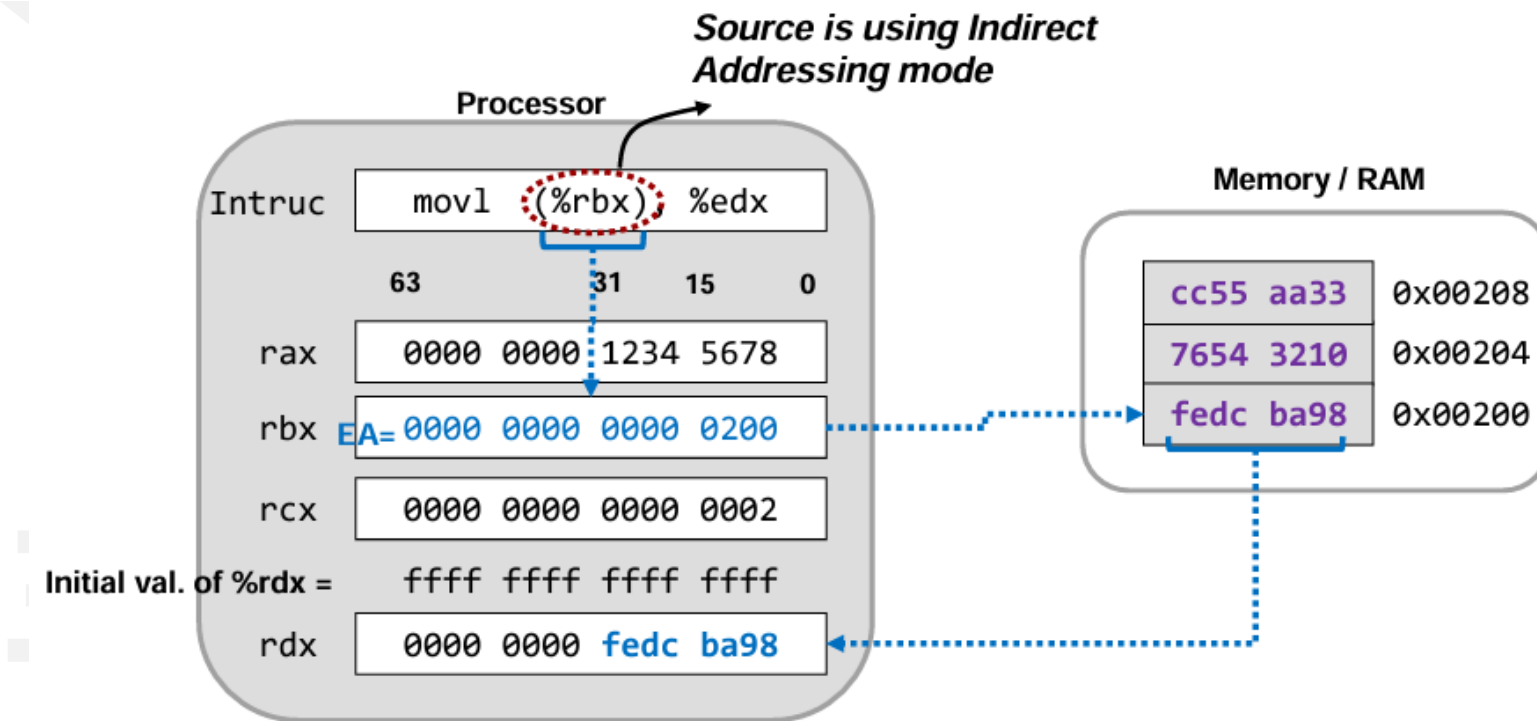 Source is using Indirect
Addressing mode
Processor
Intruc movl (%rbx), %edx
63 31 15 0
rax 0000 0000 1234 5678
rbx EA= 0000 0000 0000 0200
rcx 0000 0000 0000 0002
Initial val. of %rdx = ffff ffff ffff ffff
rdx 0000 0000 fedc ba98
Memory / RAM
cc55 aa33 0x00208
7654 3210 0x00204
fedc ba98 0x00200